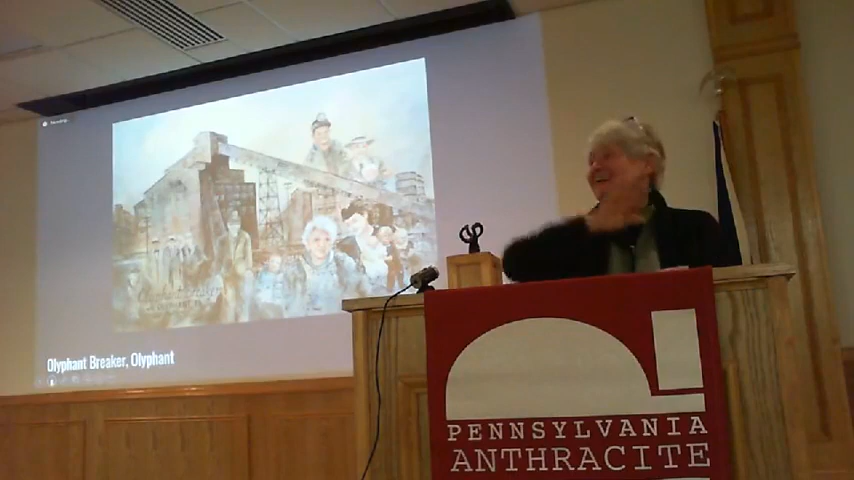 Olyphant Breaker, Olyphant
PENNSYLVANIA
ANTHRACITE